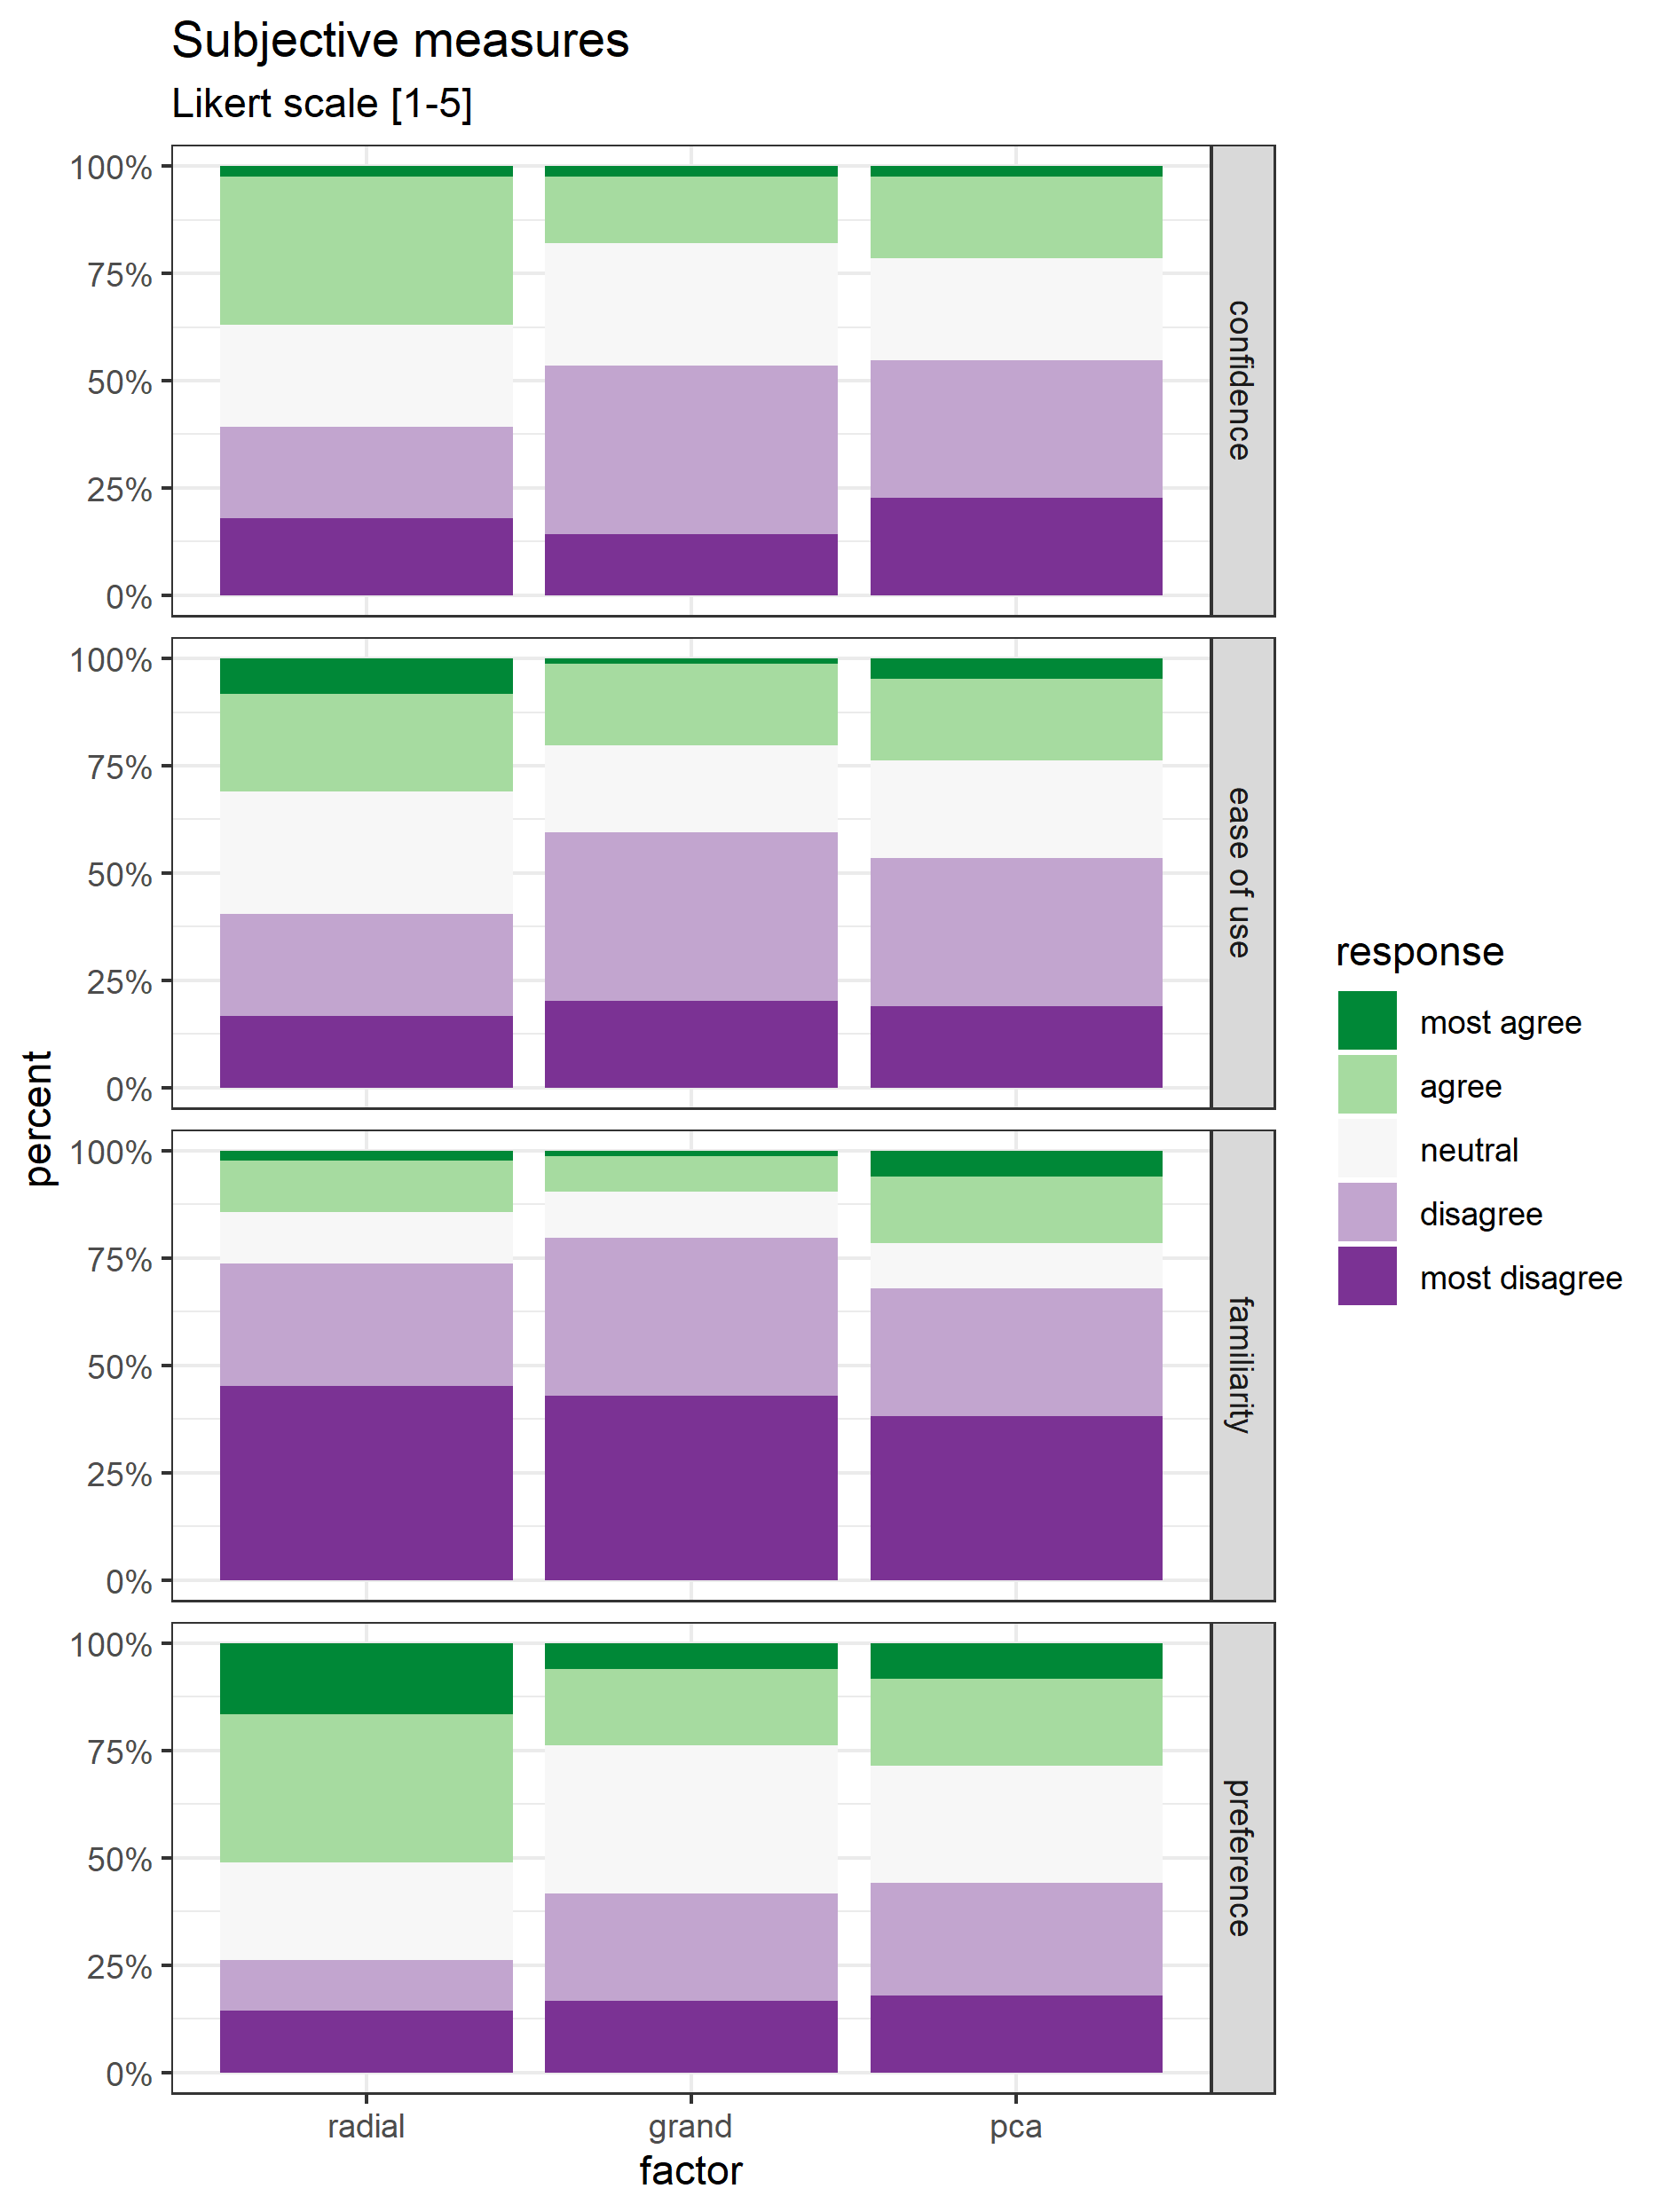 Subjective measures
Likert scale [1-5]
100%
75%
50%
25%
0%
confidence
100%
75%
50%
25%
0%
ease of use
100%
75%
50%
25%
0%
familiarity
100%
75%
50%
25%
0%
preference
percent
radial grand pca
factor
response
most agree
agree
neutral
disagree
most disagree